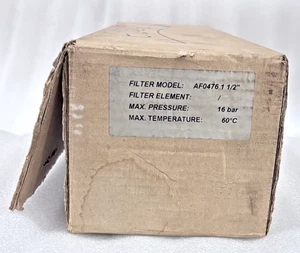 FILTER MODEL: AF0476.1 1/2"
FILTER ELEMENT: /
MAX. PRESSURE: 16 bar
MAX. TEMPERATURE: 60°C